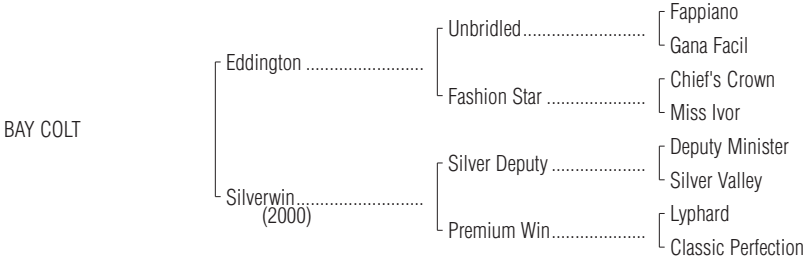 Fappiano
Unbridled........................
Gana Facil
Eddington ........................
Chief's Crown
Fashion Star ....................
Miss Ivor
BAY COLT
Deputy Minister
Silver Deputy ...................
Silver Valley
Silverwin..........................
(2000)
Lyphard
Premium Win...................
Classic Perfection